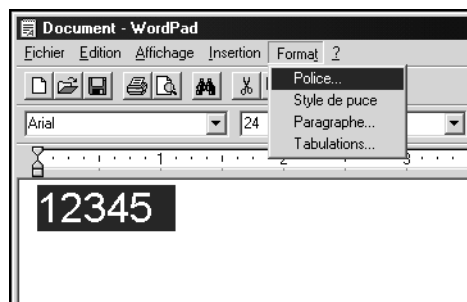 Document - WordPad
Fichier Edition Affichage Insertion Format ?
Police...
Style de puce
Arial 24 Paragraphe...
Tabulations...
1 2 3
12345